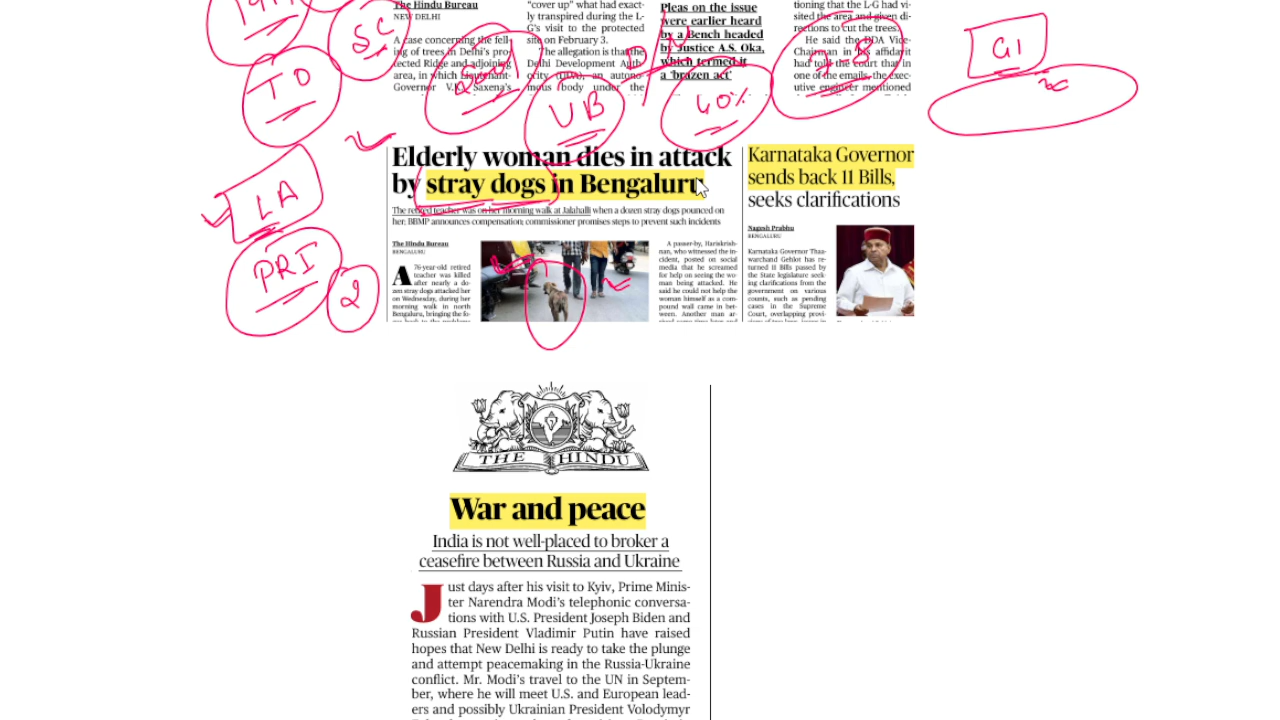 The Hindu Bureau
NEW DELHI
A case concerning the fell-
ing of trees in Delhi's pro-
tected Ridge and adjoining
area, in which Lieutenant-
Governor V.K. Saxena's
"cover up" what had exact-
ly transpired during the L-
G's visit to the protected
site on February 3.
The allegation is that the
Delhi Development Auth-
ority (DDA), an autono-
mous body under the
Pleas on the issue
were earlier heard
by a Bench headed
by Justice A.S. Oka,
which termed it
a 'brazen act'
tioning that the L-G had vi-
sited the area and given di-
rections to cut the trees.
He said the DDA Vice-
Chairman in his affidavit
had told the court that in
one of the emails, the exec-
utive engineer mentioned
SC
TO
VB
40%
GI
LA
PRI
2
Elderly woman dies in attack
by stray dogs in Bengaluru
The retired teacher was on her morning walk at Jalahalli when a dozen stray dogs pounced on
her; BBMP announces compensation; commissioner promises steps to prevent such incidents
The Hindu Bureau
BENGALURU
A 76-year-old retired
teacher was killed
after nearly a do-
zen stray dogs attacked her
on Wednesday, during her
morning walk in north
Bengaluru, bringing the fo-
A passer-by, Harikrish-
nan, who witnessed the in-
cident, posted on social
media that he screamed
for help on seeing the wo-
man being attacked. He
said he could not help the
woman himself as a com-
pound wall came in bet-
ween. Another man ar-
Karnataka Governor
sends back 11 Bills,
seeks clarifications
Nagesh Prabhu
BENGALURU
Karnataka Governor Thaa-
warchand Gehlot has re-
turned 11 Bills passed by
the State legislature seek-
ing clarifications from the
government on various
counts, such as pending
cases in the Supreme
Court, overlapping provi-
THE HINDU
War and peace
India is not well-placed to broker a
ceasefire between Russia and Ukraine
Just days after his visit to Kyiv, Prime Minis-
ter Narendra Modi's telephonic conversa-
tions with U.S. President Joseph Biden and
Russian President Vladimir Putin have raised
hopes that New Delhi is ready to take the plunge
and attempt peacemaking in the Russia-Ukraine
conflict. Mr. Modi's travel to the UN in Septem-
ber, where he will meet U.S. and European lead-
ers and possibly Ukrainian President Volodymyr